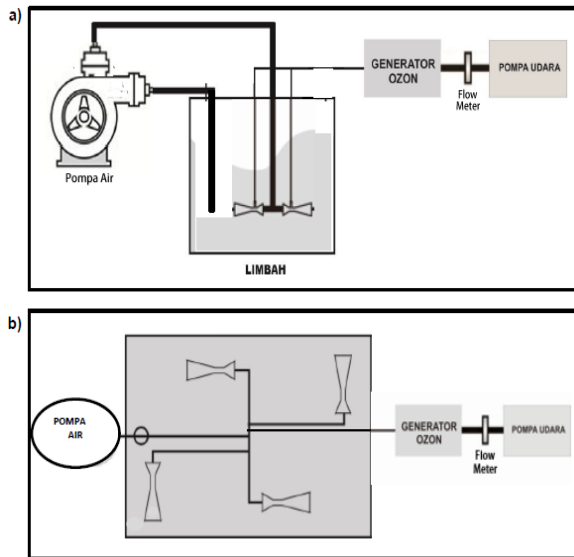 a)
GENERATOR
OZON
POMPA UDARA
Flow
Meter
Pompa Air
LIMBAH
b)
POMPA
AIR
GENERATOR
OZON
POMPA UDARA
Flow
Meter